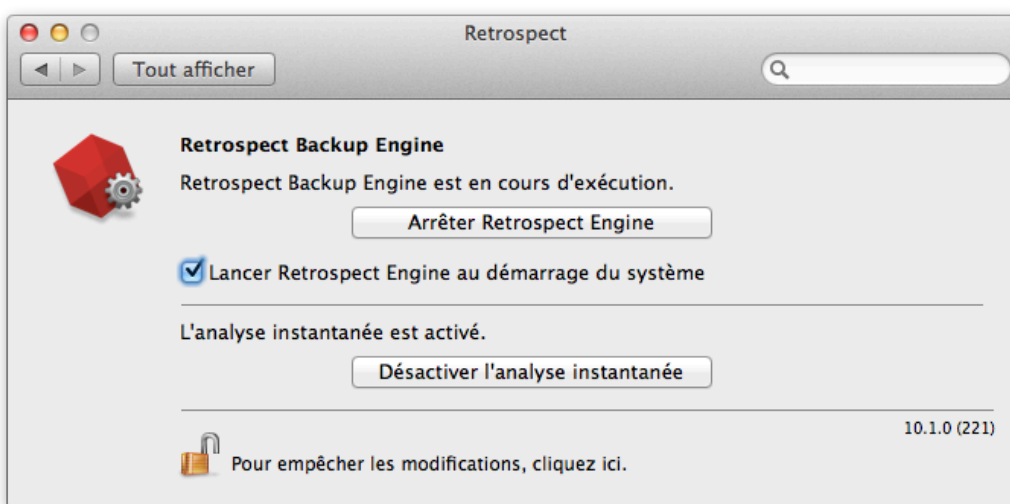 Retrospect
Tout afficher
Retrospect Backup Engine
Retrospect Backup Engine est en cours d'exécution.
Arrêter Retrospect Engine
Lancer Retrospect Engine au démarrage du système
L'analyse instantanée est activé.
Désactiver l'analyse instantanée
10.1.0 (221)
Pour empêcher les modifications, cliquez ici.